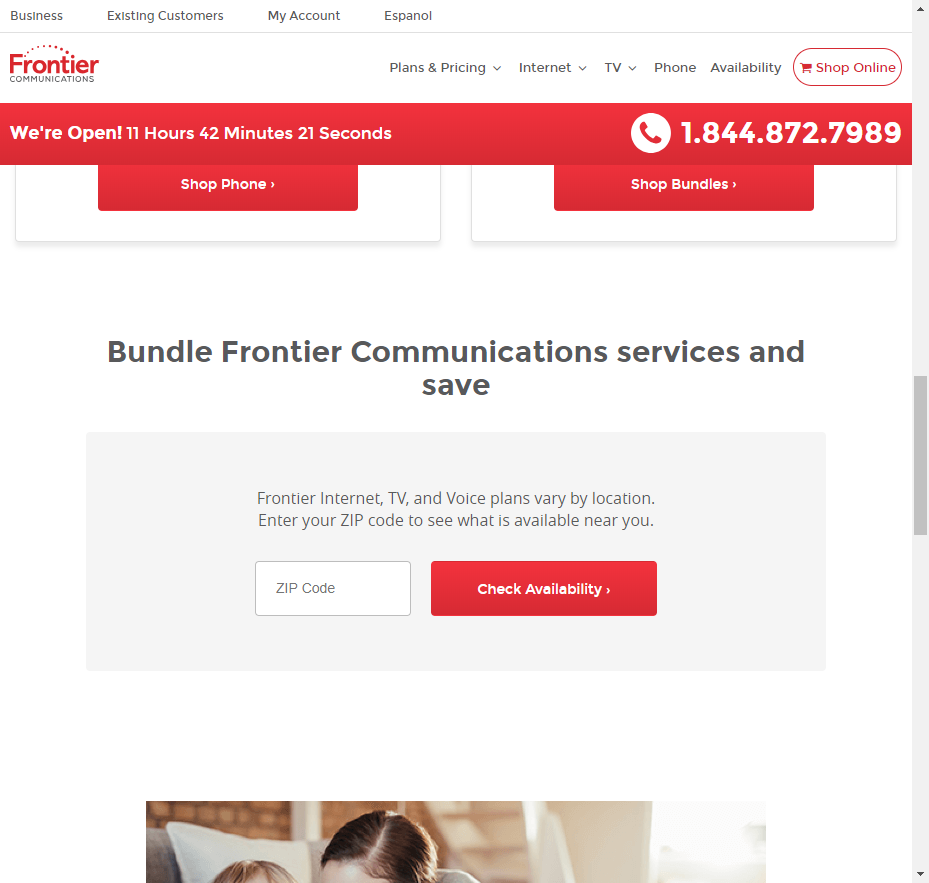 Business Existing Customers My Account Espanol
Frontier
COMMUNICATIONS
Plans & Pricing Internet TV Phone Availability Shop Online
We're Open! 11 Hours 42 Minutes 21 Seconds 1.844.872.7989
Shop Phone › Shop Bundles ›
Bundle Frontier Communications services and
save
Frontier Internet, TV, and Voice plans vary by location.
Enter your ZIP code to see what is available near you.
ZIP Code Check Availability ›